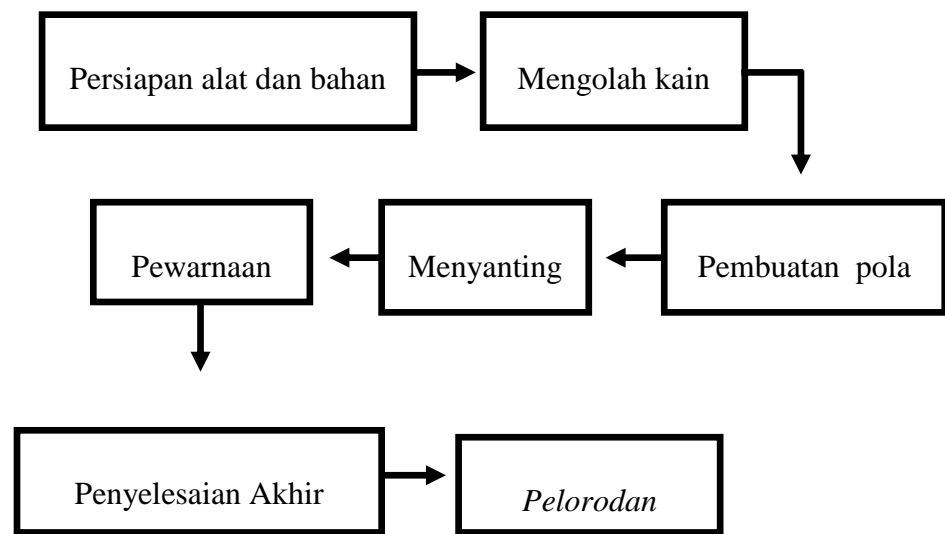 Persiapan alat dan bahan
Mengolah kain
Pembuatan pola
Menyanting
Pewarnaan
Penyelesaian Akhir
Pelorodan